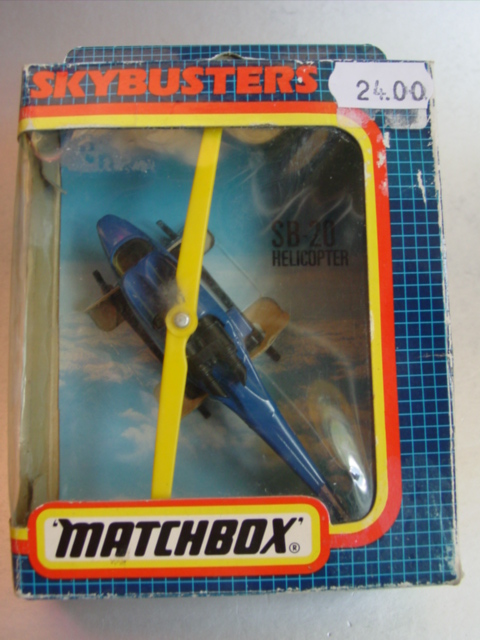 SKYBUSTERS
24.00
SB-20
HELICOPTER
'MATCHBOX'®